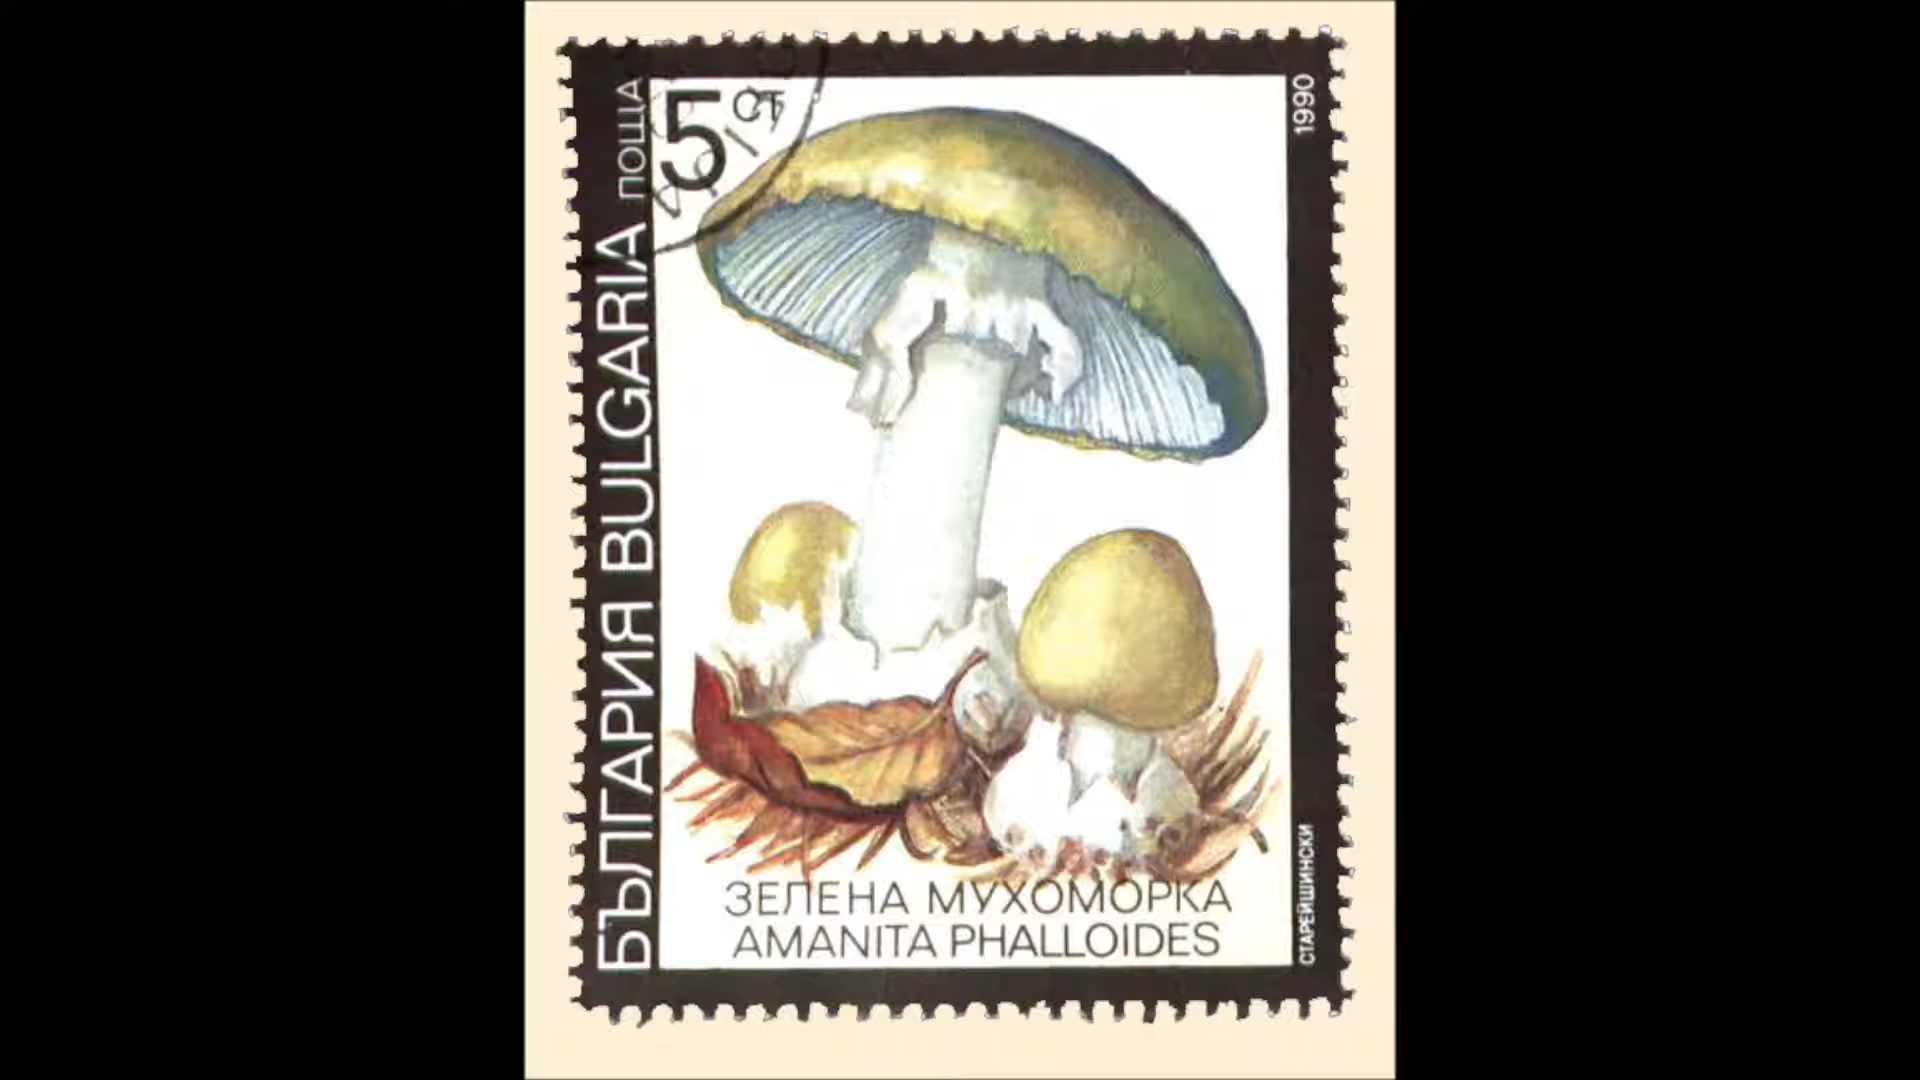 5 СТ
ПОЩА
БЪЛГАРИЯ BULGARIA
1990
СТАРЕЙШИНСКИ
ЗЕЛЕНА МУХОМОРКА
AMANITA PHALLOIDES